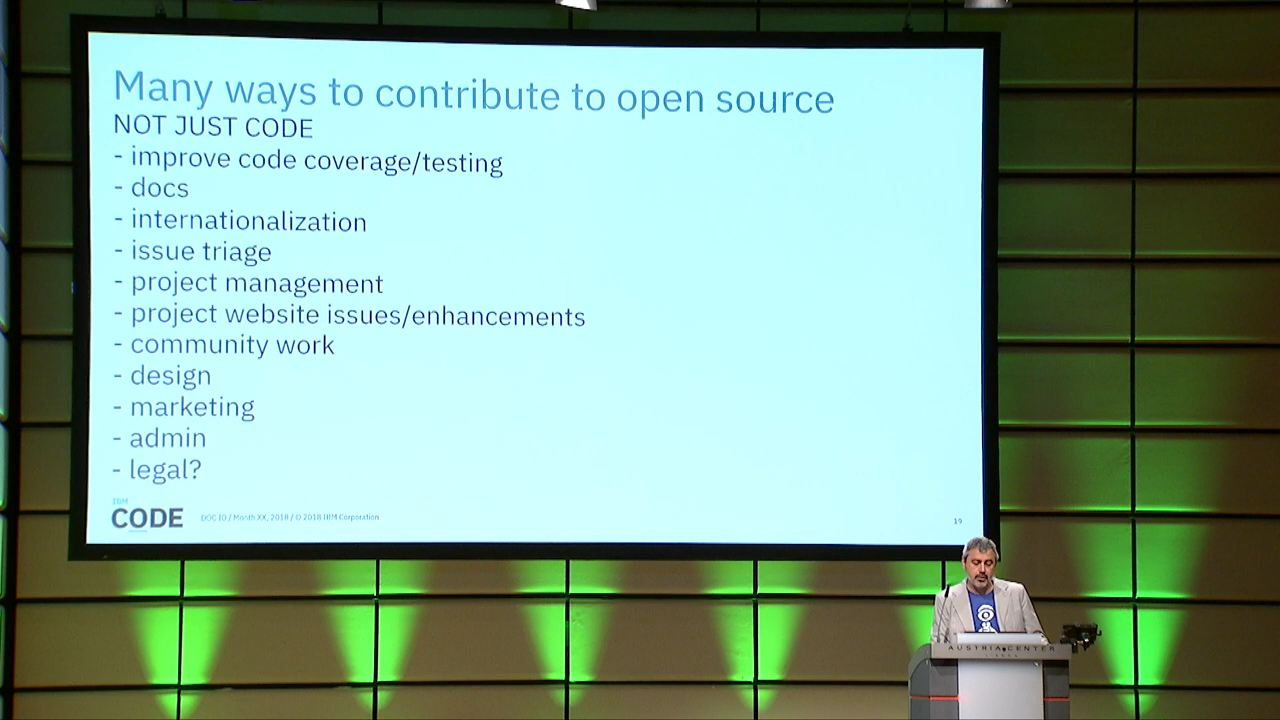 Many ways to contribute to open source
NOT JUST CODE
- improve code coverage/testing
- docs
- internationalization
- issue triage
- project management
- project website issues/enhancements
- community work
- design
- marketing
- admin
- legal?
IBM
CODE
DOC ID / Month XX, 2018 / © 2018 IBM Corporation
19
AUSTRIA CENTER